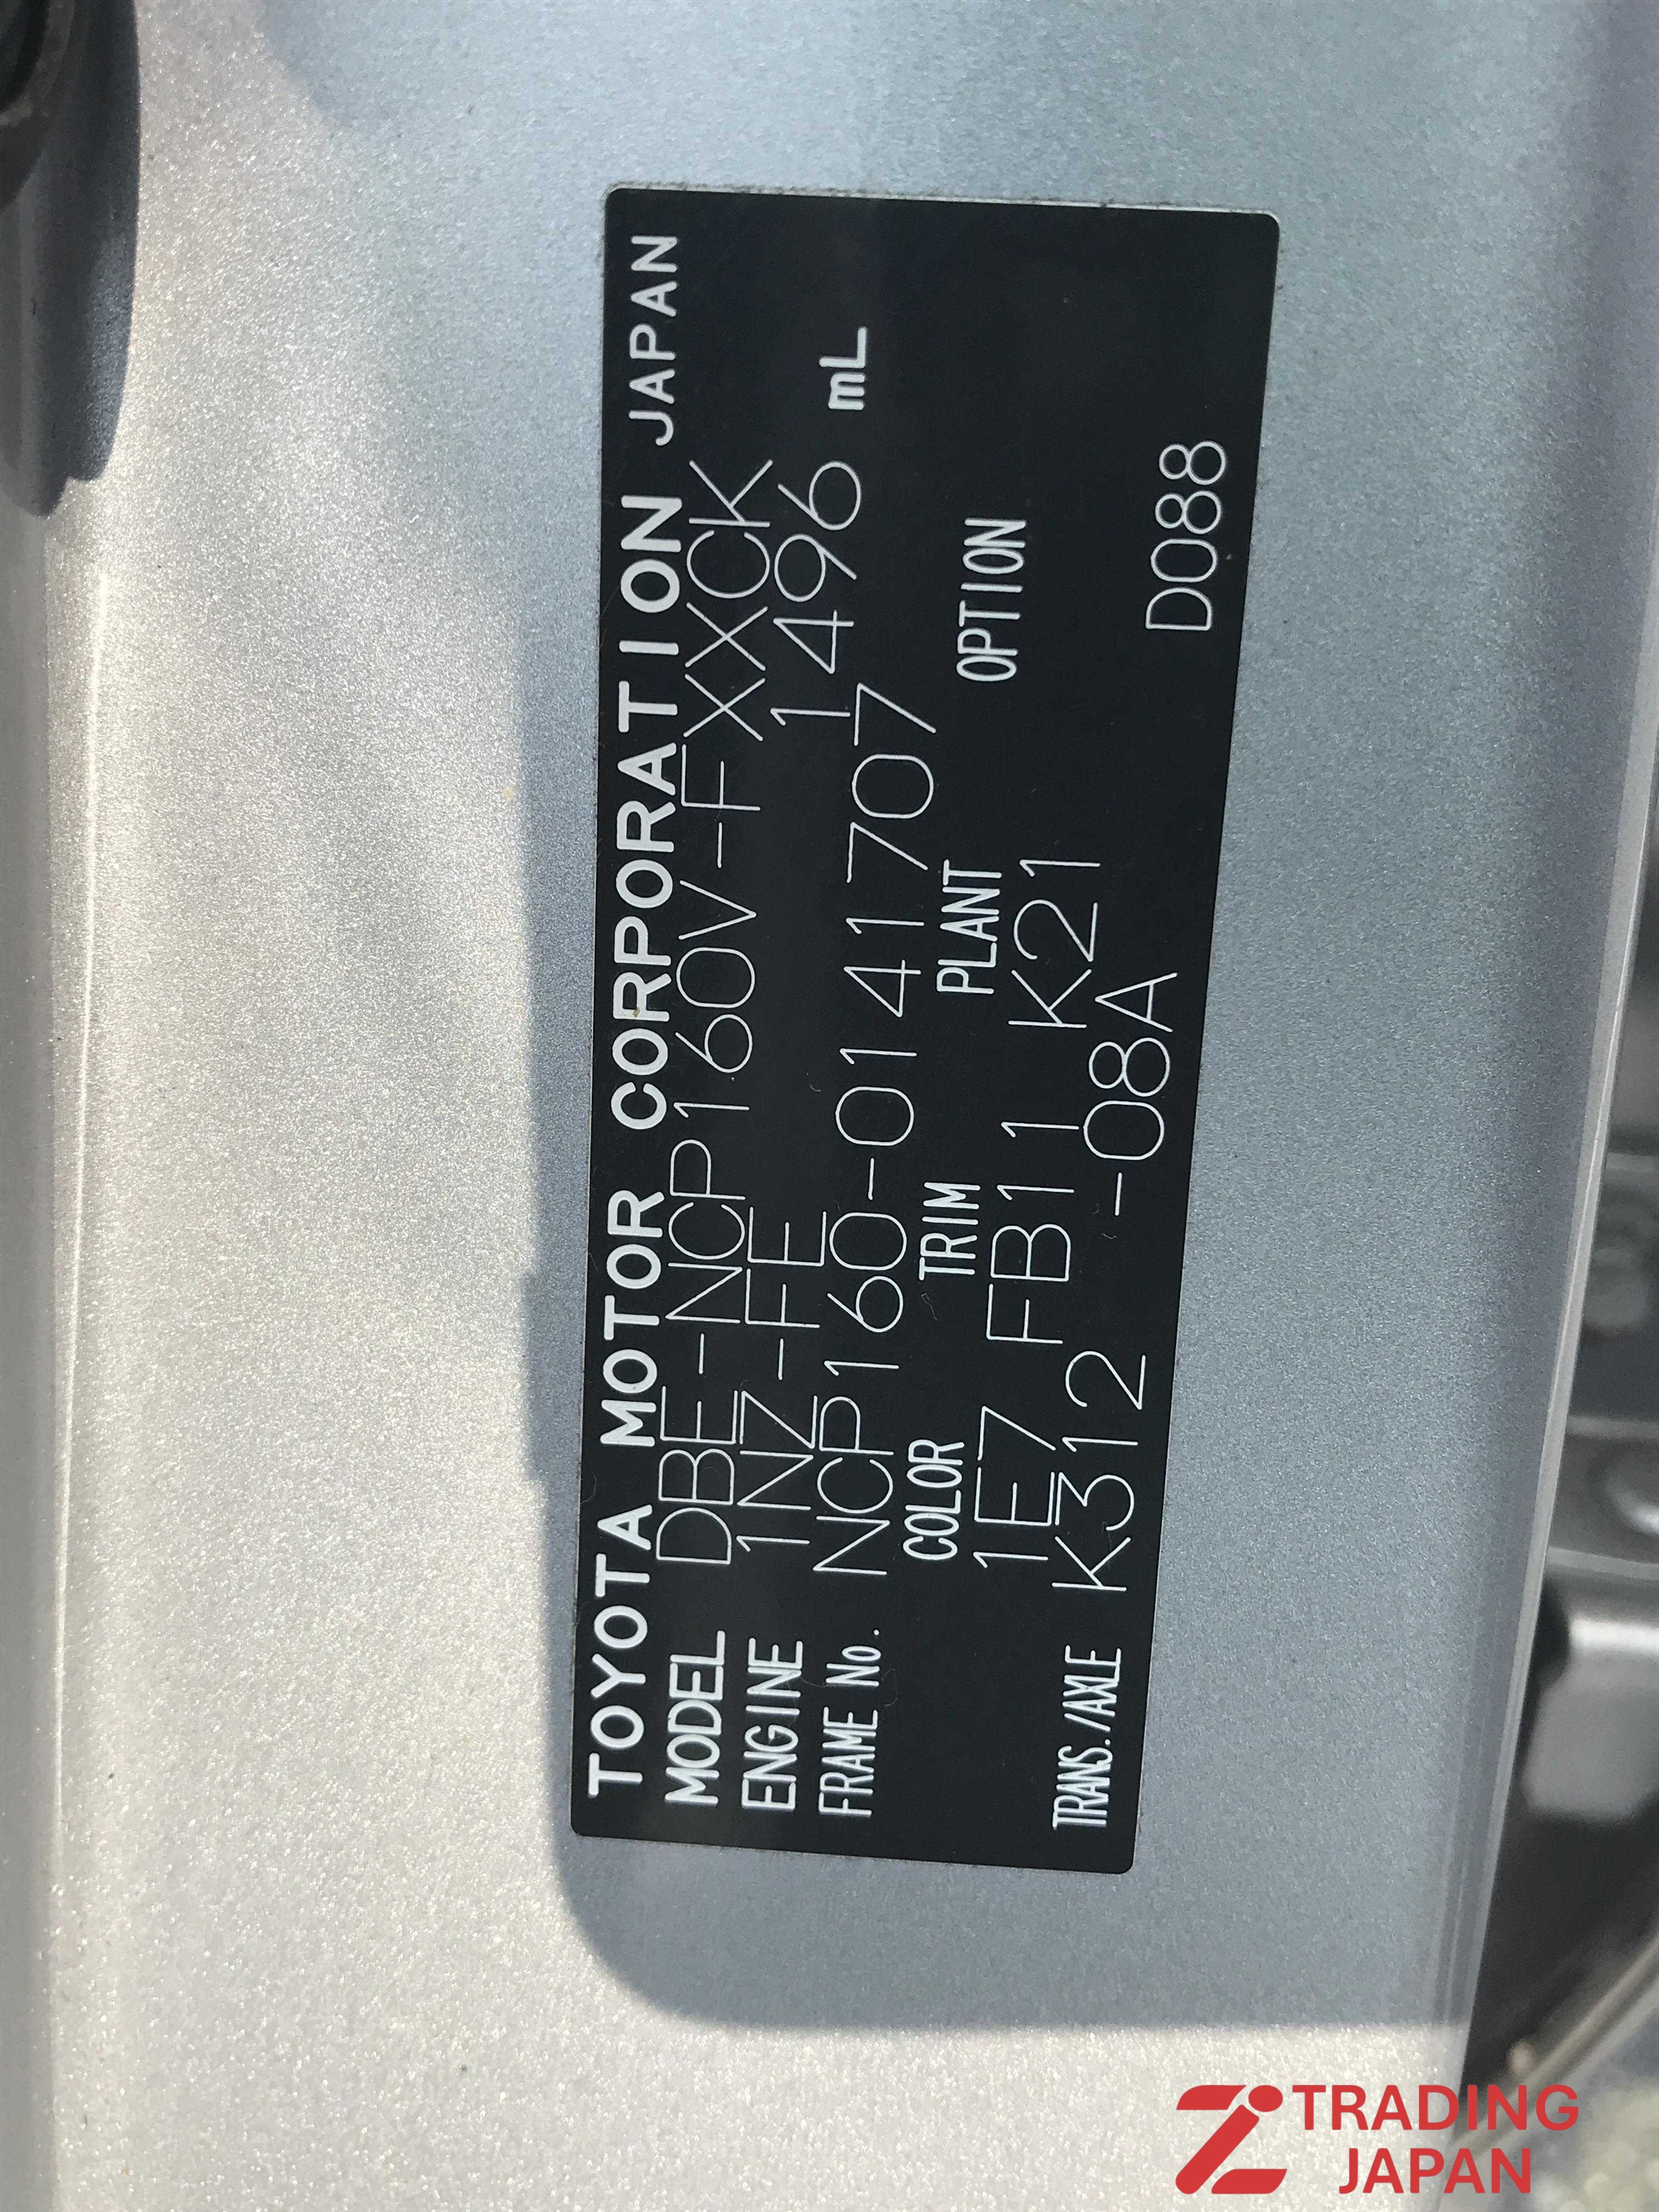 TOYOTA MOTOR CORPORATION JAPAN
MODEL DBE-NCP160V-FXXCK
ENGINE 1NZ-FE 1496 mL
FRAME No. NCP160-0141707
COLOR TRIM PLANT OPTION
1E7 FB11 K21
TRANS./AXLE K312 -08A D088
TRADING
JAPAN